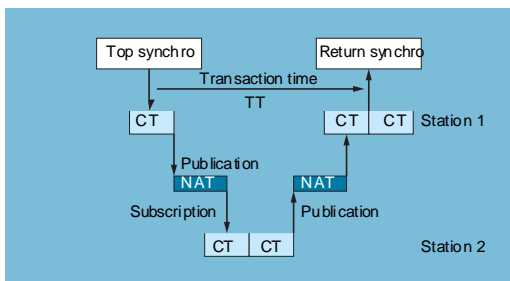 Top synchro
Return synchro
Transaction time
TT
CT
CT CT
Station 1
Publication
NAT
NAT
Subscription
Publication
CT CT
Station 2